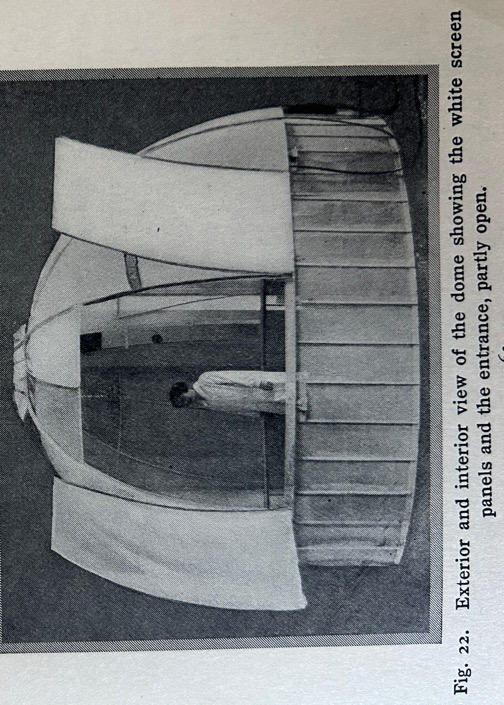 Fig. 22. Exterior and interior view of the dome showing the white screen
panels and the entrance, partly open.